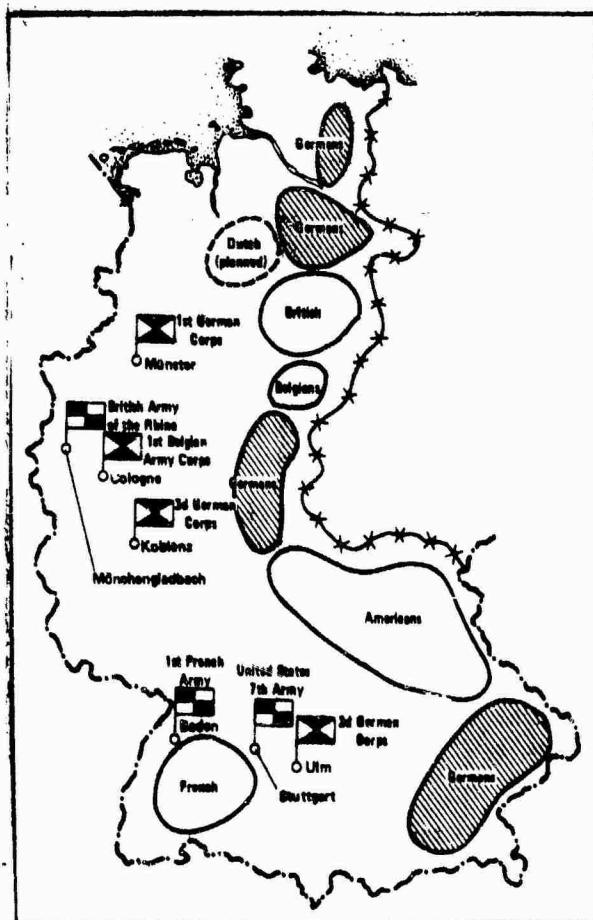 Germans
Germans
Dutch
(planned)
British
1st German
Corps
Münster
Belgians
British Army
of the Rhine
1st Belgian
Army Corps
Cologne
Germans
3d German
Corps
Koblenz
Mönchengladbach
Americans
1st French
Army
Baden
United States
7th Army
2d German
Corps
Ulm
Stuttgart
French
Germans